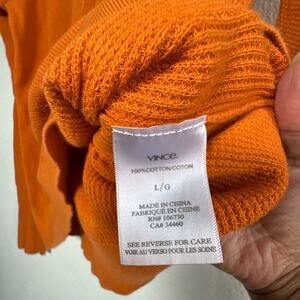 VINCE.
100%COTTON/COTON
L/G
MADE IN CHINA
FABRIQUÉ EN CHINE
RN# 106730
CA# 34460
SEE REVERSE FOR CARE
VOIR AU VERSO POUR LES SOINS